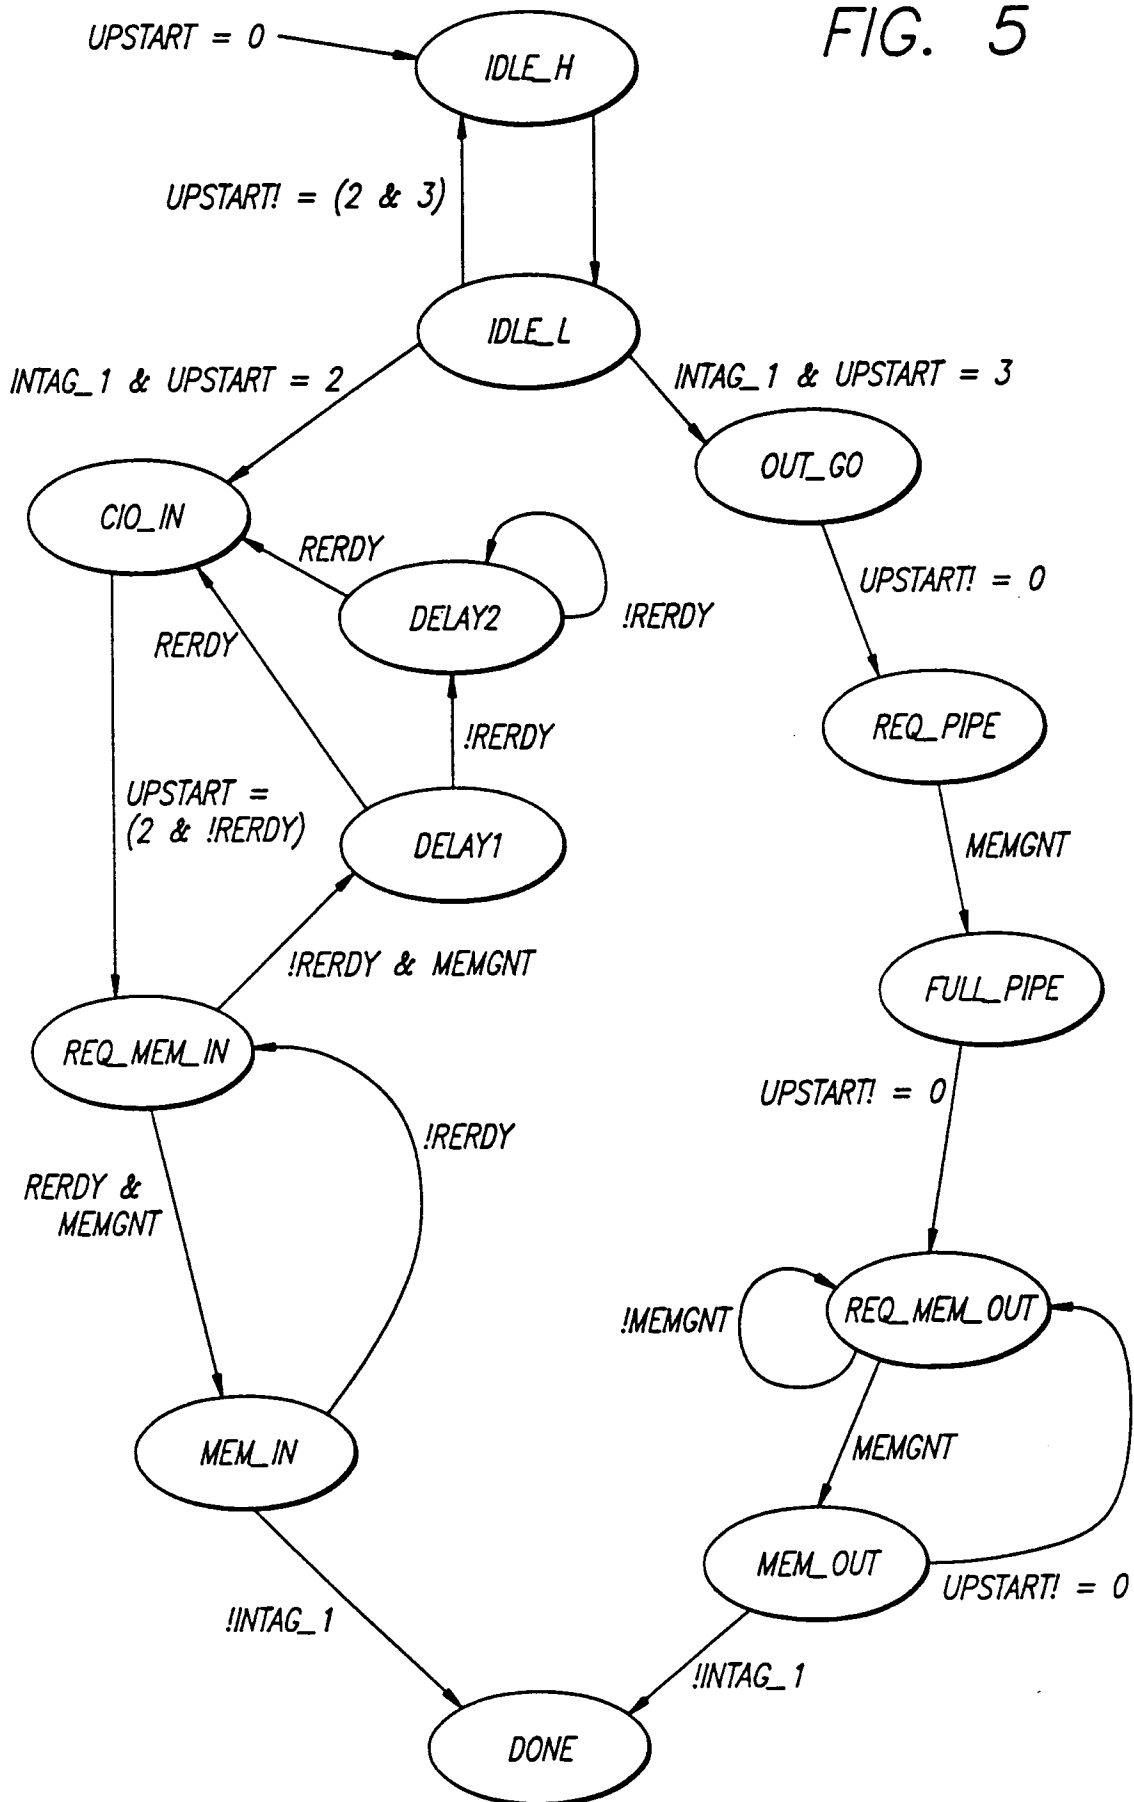 FIG. 5
UPSTART = 0
IDLE_H
UPSTART! = (2 & 3)
IDLE_L
INTAG_1 & UPSTART = 2
INTAG_1 & UPSTART = 3
OUT_GO
CIO_IN
RERDY
UPSTART! = 0
DELAY2
!RERDY
RERDY
REQ_PIPE
!RERDY
UPSTART =
(2 & !RERDY)
DELAY1
MEMGNT
!RERDY & MEMGNT
FULL_PIPE
REQ_MEM_IN
UPSTART! = 0
!RERDY
RERDY &
MEMGNT
REQ_MEM_OUT
!MEMGNT
MEM_IN
MEMGNT
MEM_OUT
UPSTART! = 0
!INTAG_1
!INTAG_1
DONE